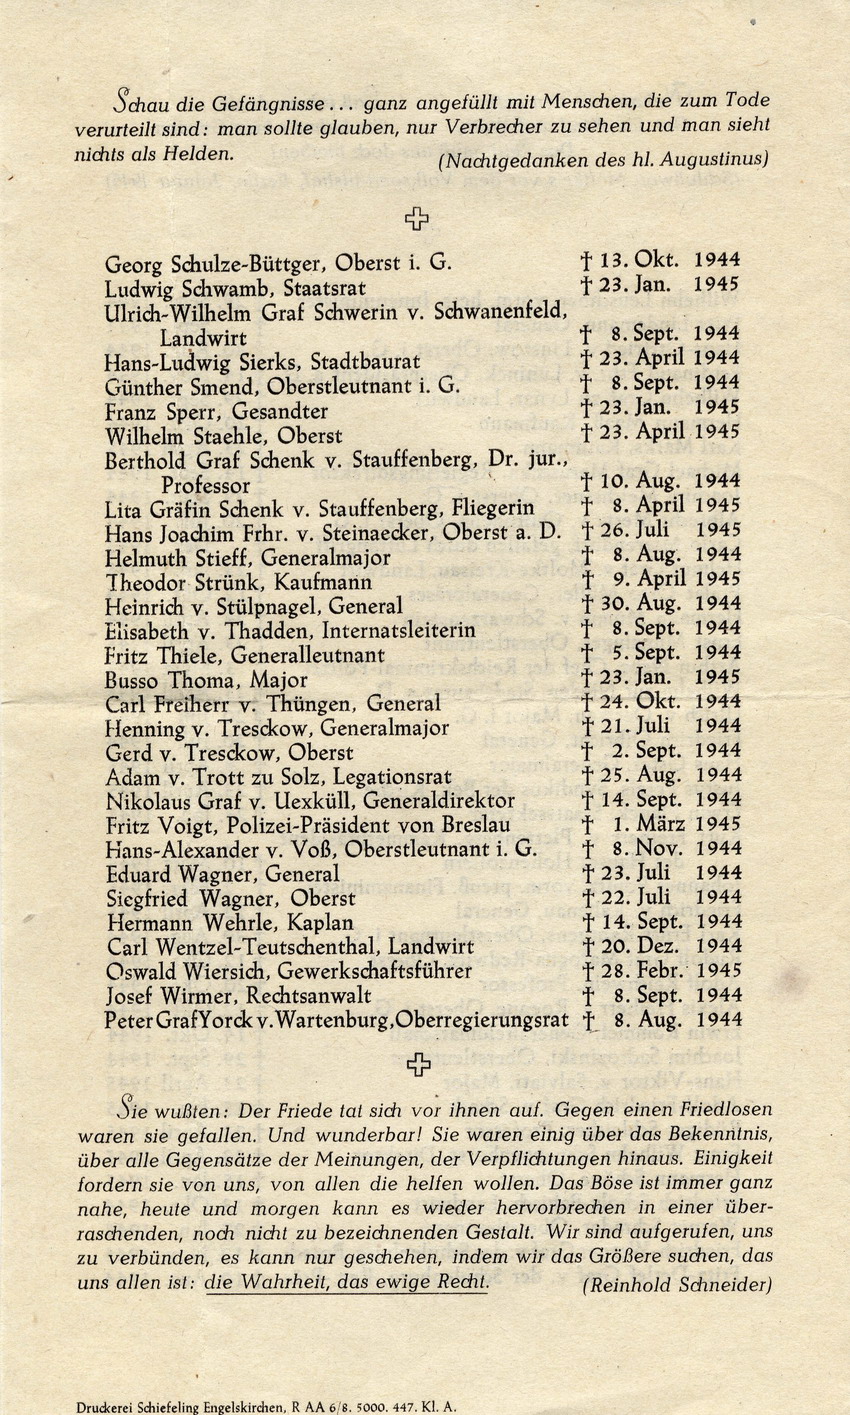 Schau die Gefängnisse ... ganz angefüllt mit Menschen, die zum Tode
verurteilt sind: man sollte glauben, nur Verbrecher zu sehen und man sieht
nichts als Helden. (Nachtgedanken des hl. Augustinus)
Georg Schulze-Büttger, Oberst i. G. † 13. Okt. 1944
Ludwig Schwamb, Staatsrat † 23. Jan. 1945
Ulrich-Wilhelm Graf Schwerin v. Schwanenfeld,
Landwirt † 8. Sept. 1944
Hans-Ludwig Sierks, Stadtbaurat † 23. April 1944
Günther Smend, Oberstleutnant i. G. † 8. Sept. 1944
Franz Sperr, Gesandter † 23. Jan. 1945
Wilhelm Staehle, Oberst † 23. April 1945
Berthold Graf Schenk v. Stauffenberg, Dr. jur.,
Professor † 10. Aug. 1944
Lita Gräfin Schenk v. Stauffenberg, Fliegerin † 8. April 1945
Hans Joachim Frhr. v. Steinaecker, Oberst a. D. † 26. Juli 1945
Helmuth Stieff, Generalmajor † 8. Aug. 1944
Theodor Strünk, Kaufmann † 9. April 1945
Heinrich v. Stülpnagel, General † 30. Aug. 1944
Elisabeth v. Thadden, Internatsleiterin † 8. Sept. 1944
Fritz Thiele, Generalleutnant † 5. Sept. 1944
Busso Thoma, Major † 23. Jan. 1945
Carl Freiherr v. Thüngen, General † 24. Okt. 1944
Henning v. Tresckow, Generalmajor † 21. Juli 1944
Gerd v. Tresckow, Oberst † 2. Sept. 1944
Adam v. Trott zu Solz, Legationsrat † 25. Aug. 1944
Nikolaus Graf v. Uexküll, Generaldirektor † 14. Sept. 1944
Fritz Voigt, Polizei-Präsident von Breslau † 1. März 1945
Hans-Alexander v. Voß, Oberstleutnant i. G. † 8. Nov. 1944
Eduard Wagner, General † 23. Juli 1944
Siegfried Wagner, Oberst † 22. Juli 1944
Hermann Wehrle, Kaplan † 14. Sept. 1944
Carl Wentzel-Teutschenthal, Landwirt † 20. Dez. 1944
Oswald Wiersich, Gewerkschaftsführer † 28. Febr. 1945
Josef Wirmer, Rechtsanwalt † 8. Sept. 1944
Peter Graf Yorck v. Wartenburg, Oberregierungsrat † 8. Aug. 1944
Sie wußten: Der Friede tat sich vor ihnen auf. Gegen einen Friedlosen
waren sie gefallen. Und wunderbar! Sie waren einig über das Bekenntnis,
über alle Gegensätze der Meinungen, der Verpflichtungen hinaus. Einigkeit
fordern sie von uns, von allen die helfen wollen. Das Böse ist immer ganz
nahe, heute und morgen kann es wieder hervorbrechen in einer über-
raschenden, noch nicht zu bezeichnenden Gestalt. Wir sind aufgerufen, uns
zu verbünden, es kann nur geschehen, indem wir das Größere suchen, das
uns allen ist: die Wahrheit, das ewige Recht. (Reinhold Schneider)
Druckerei Schiefeling Engelskirchen, R AA 6/8. 5000. 447. Kl. A.